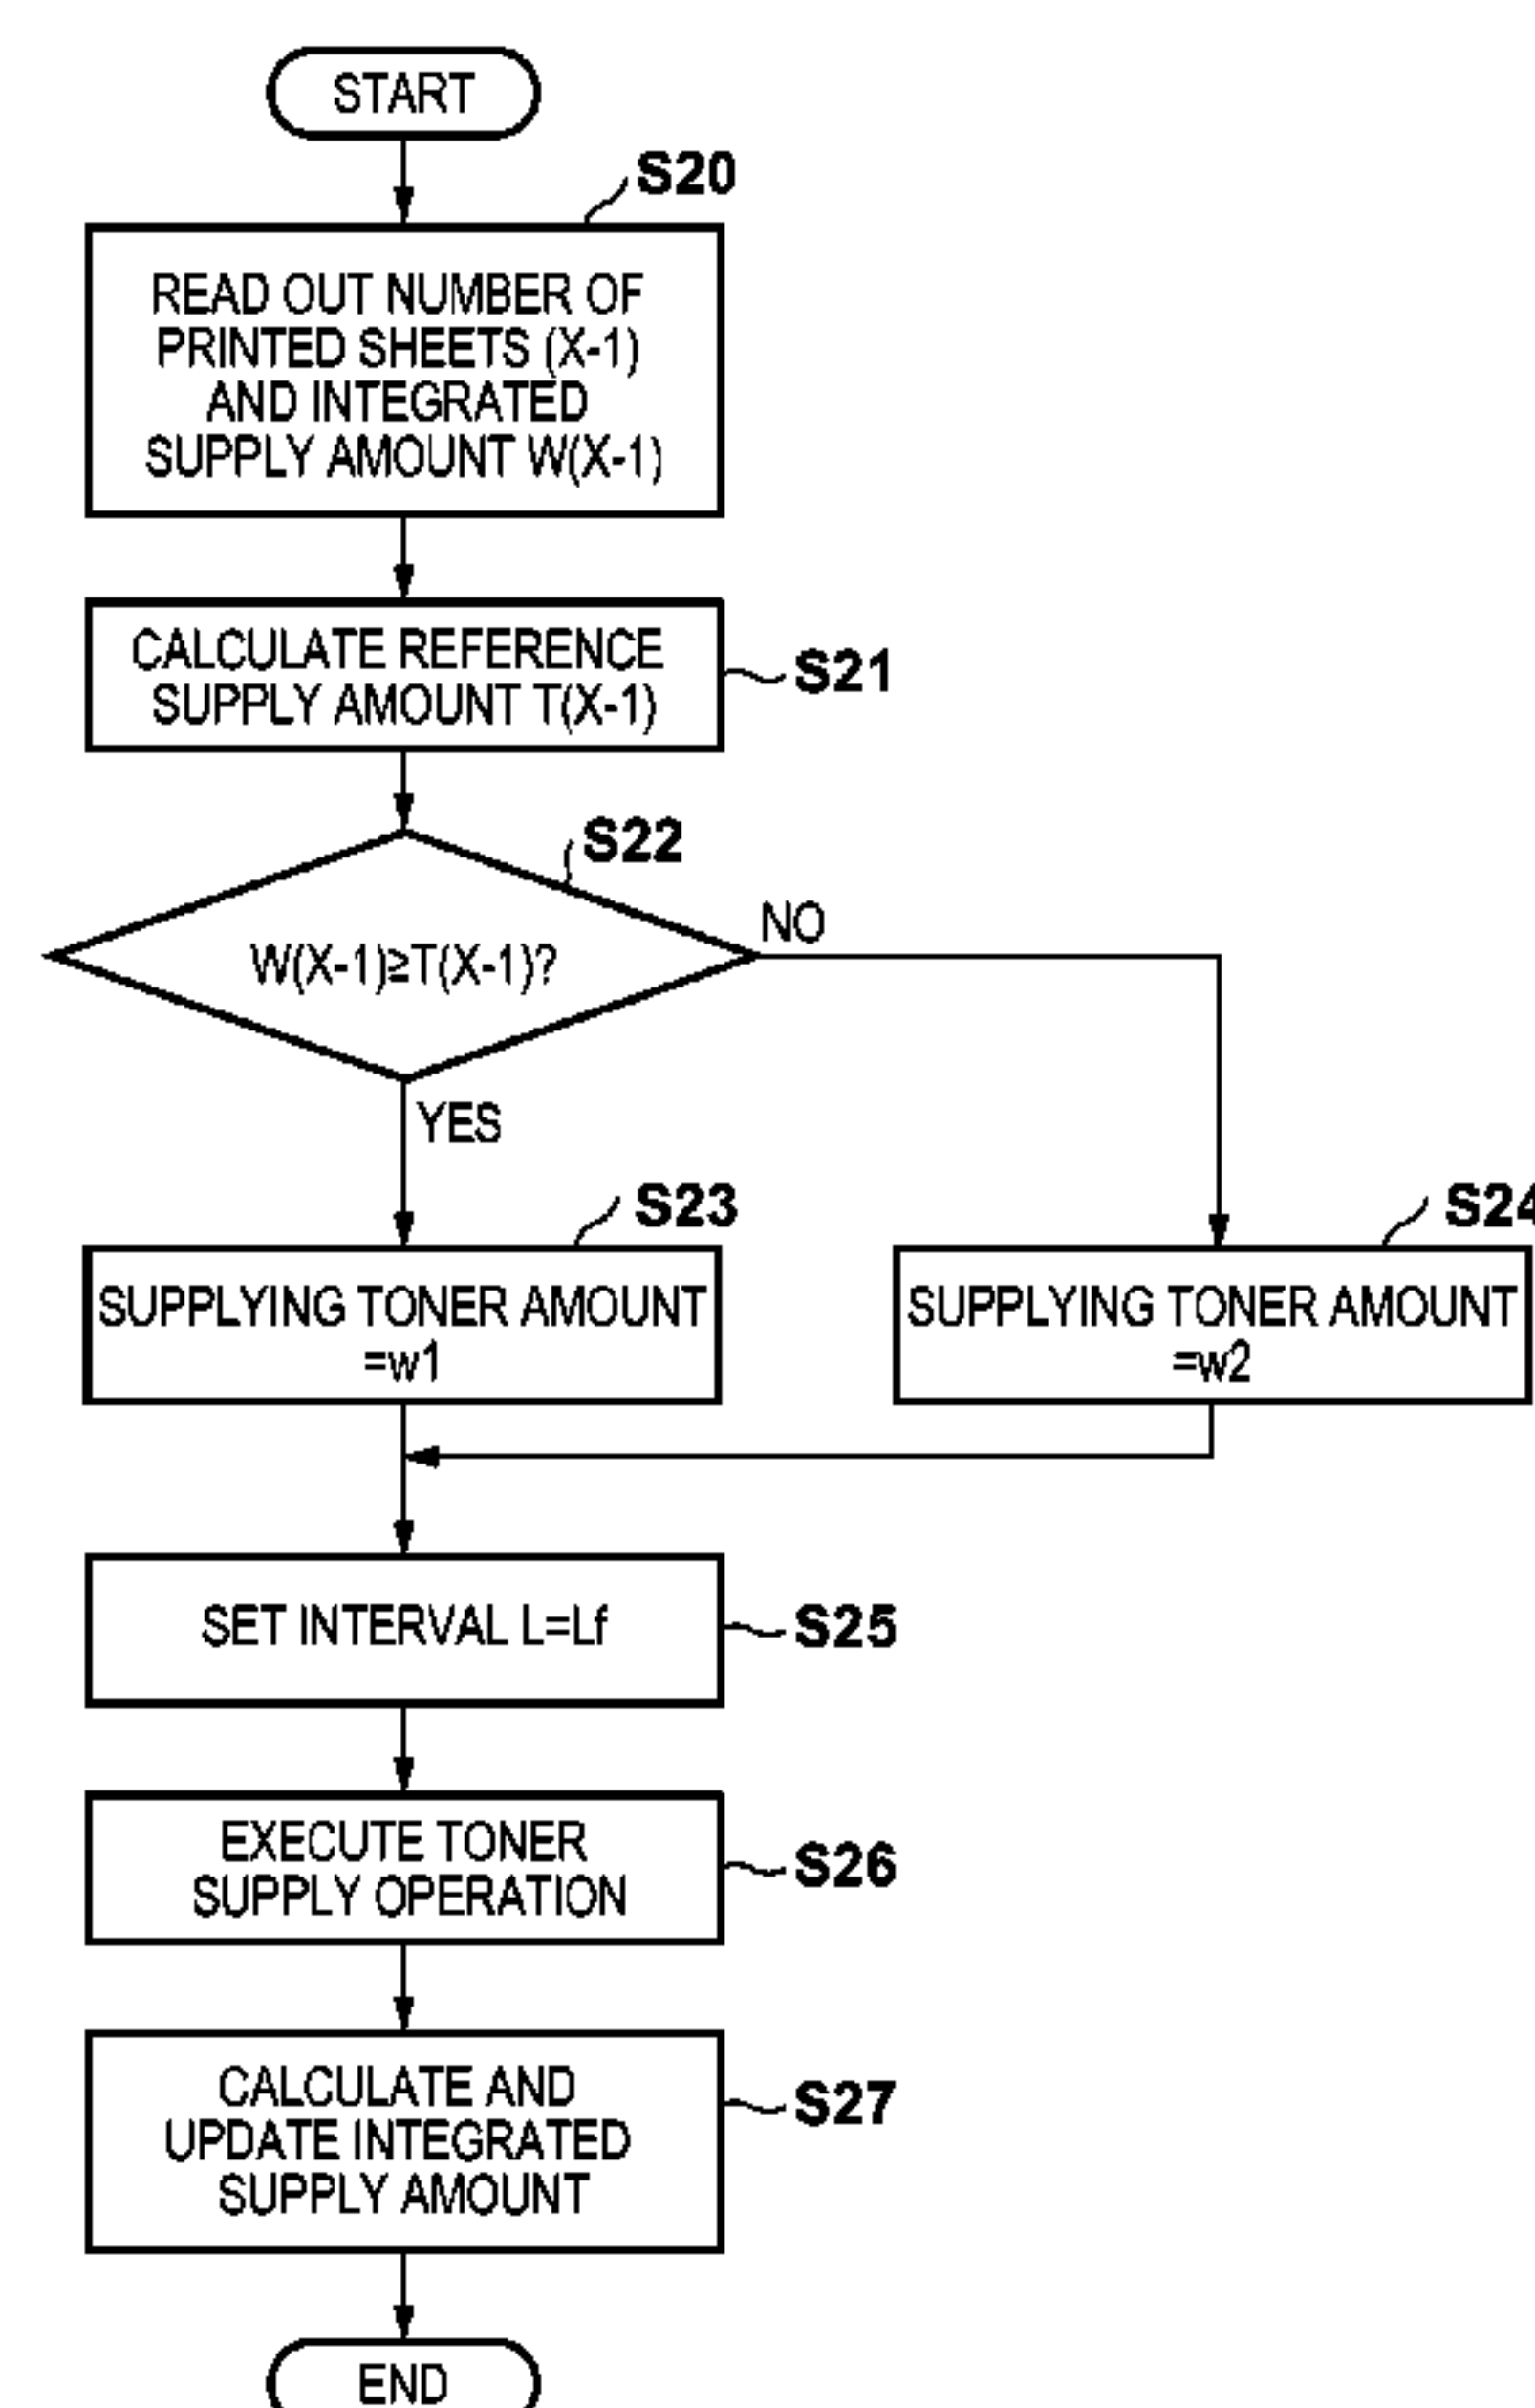 START
S20
READ OUT NUMBER OF
PRINTED SHEETS (X-1)
AND INTEGRATED
SUPPLY AMOUNT W(X-1)
CALCULATE REFERENCE
SUPPLY AMOUNT T(X-1)
S21
S22
W(X-1)≥T(X-1)?
NO
YES
S23
SUPPLYING TONER AMOUNT
=w1
S24
SUPPLYING TONER AMOUNT
=w2
SET INTERVAL L=Lf
S25
EXECUTE TONER
SUPPLY OPERATION
S26
CALCULATE AND
UPDATE INTEGRATED
SUPPLY AMOUNT
S27
END